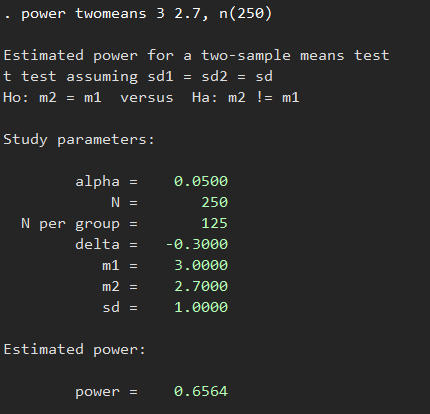 . power twomeans 3 2.7, n(250)
Estimated power for a two-sample means test
t test assuming sd1 = sd2 = sd
Ho: m2 = m1  versus  Ha: m2 != m1
Study parameters:
alpha =    0.0500
N =       250
N per group =       125
delta =   -0.3000
m1 =    3.0000
m2 =    2.7000
sd =    1.0000
Estimated power:
power =    0.6564